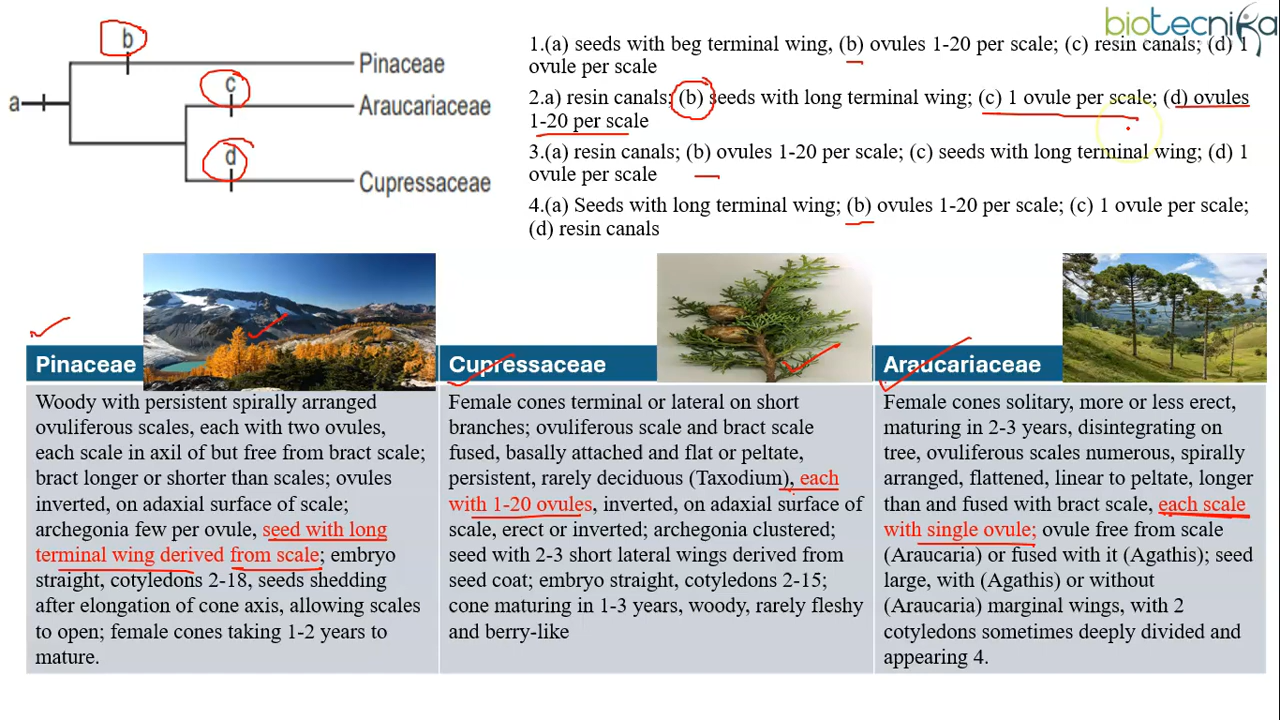 biotecnika
b
Pinaceae
c
a
Araucariaceae
d
Cupressaceae
1.(a) seeds with beg terminal wing, (b) ovules 1-20 per scale; (c) resin canals; (d) 1
ovule per scale
2.a) resin canals; (b) seeds with long terminal wing; (c) 1 ovule per scale; (d) ovules
1-20 per scale
3.(a) resin canals; (b) ovules 1-20 per scale; (c) seeds with long terminal wing; (d) 1
ovule per scale
4.(a) Seeds with long terminal wing; (b) ovules 1-20 per scale; (c) 1 ovule per scale;
(d) resin canals
Pinaceae
Woody with persistent spirally arranged
ovuliferous scales, each with two ovules,
each scale in axil of but free from bract scale;
bract longer or shorter than scales; ovules
inverted, on adaxial surface of scale;
archegonia few per ovule, seed with long
terminal wing derived from scale; embryo
straight, cotyledons 2-18, seeds shedding
after elongation of cone axis, allowing scales
to open; female cones taking 1-2 years to
mature.
Cupressaceae
Female cones terminal or lateral on short
branches; ovuliferous scale and bract scale
fused, basally attached and flat or peltate,
persistent, rarely deciduous (Taxodium), each
with 1-20 ovules, inverted, on adaxial surface of
scale, erect or inverted; archegonia clustered;
seed with 2-3 short lateral wings derived from
seed coat; embryo straight, cotyledons 2-15;
cone maturing in 1-3 years, woody, rarely fleshy
and berry-like
Araucariaceae
Female cones solitary, more or less erect,
maturing in 2-3 years, disintegrating on
tree, ovuliferous scales numerous, spirally
arranged, flattened, linear to peltate, longer
than and fused with bract scale, each scale
with single ovule; ovule free from scale
(Araucaria) or fused with it (Agathis); seed
large, with (Agathis) or without
(Araucaria) marginal wings, with 2
cotyledons sometimes deeply divided and
appearing 4.